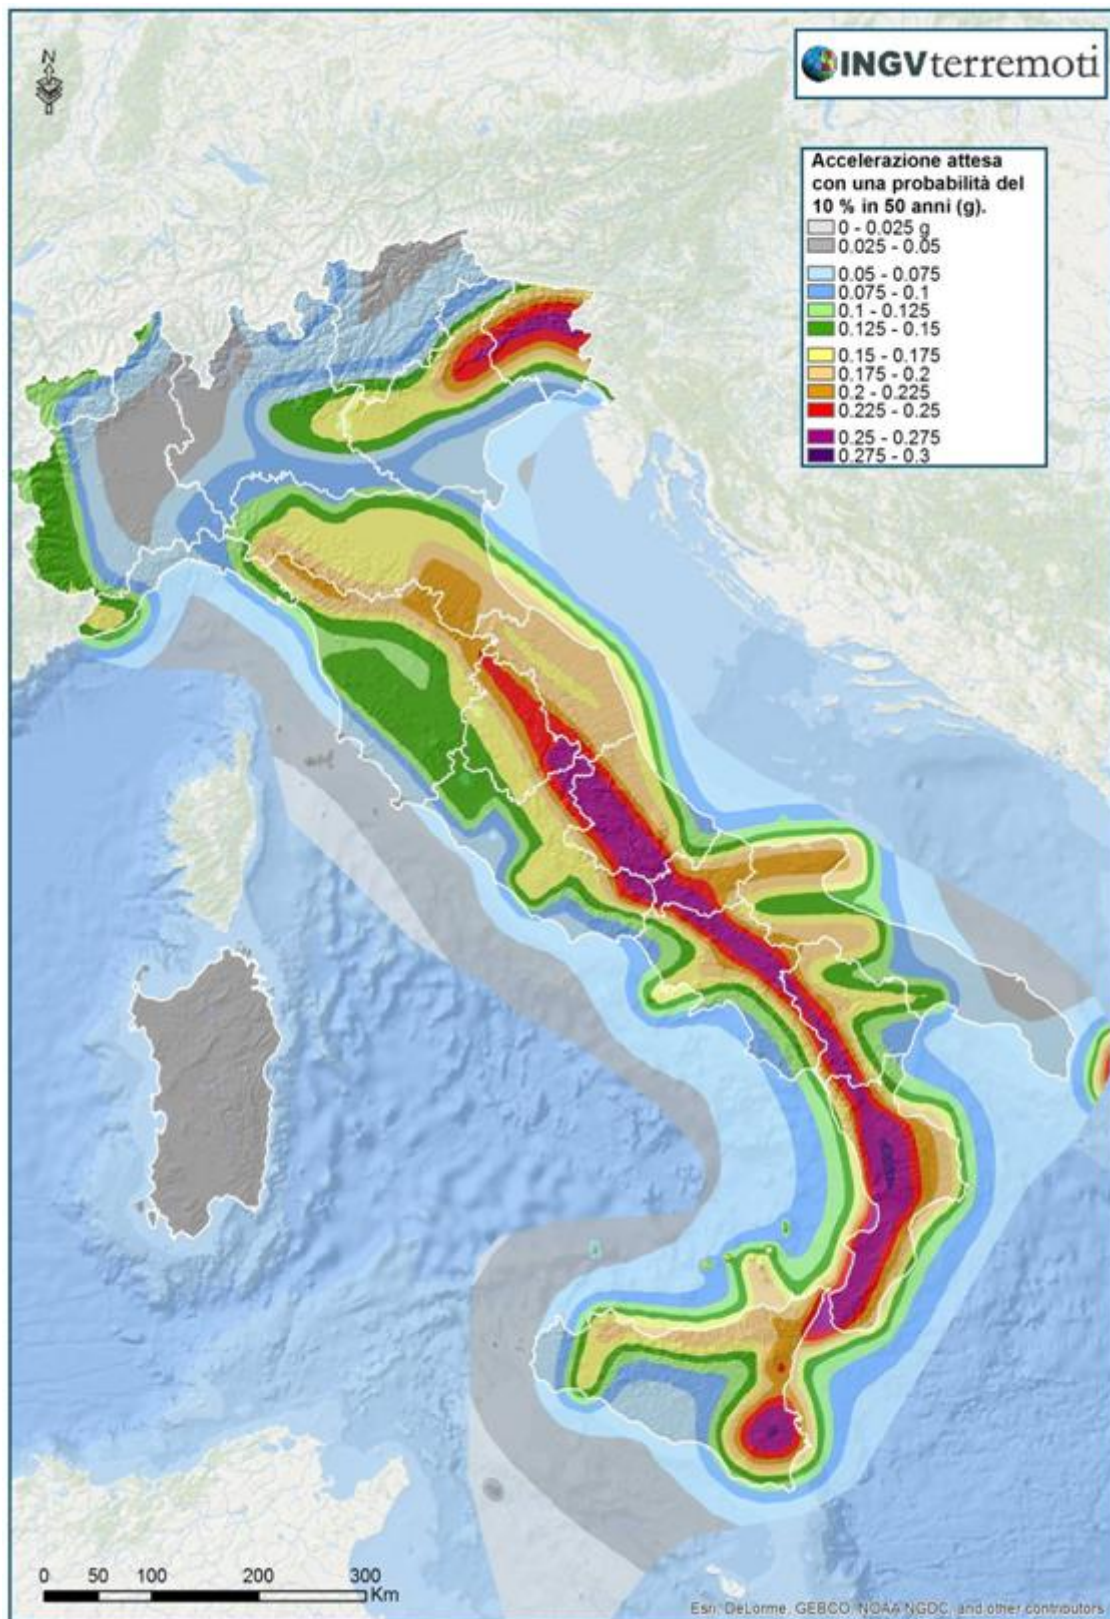 N
INGVterremoti
Accelerazione attesa
con una probabilità del
10 % in 50 anni (g).
0 - 0.025 g
0.025 - 0.05
0.05 - 0.075
0.075 - 0.1
0.1 - 0.125
0.125 - 0.15
0.15 - 0.175
0.175 - 0.2
0.2 - 0.225
0.225 - 0.25
0.25 - 0.275
0.275 - 0.3
0 50 100 200 300
Km
Esri, DeLorme, GEBCO, NOAA NGDC, and other contributors